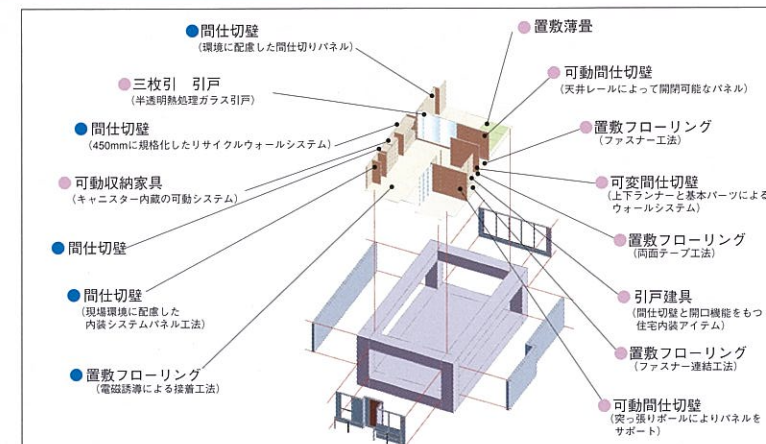 間仕切壁
（環境に配慮した間仕切りパネル）
三枚引　引戸
（半透明熱処理ガラス引戸）
間仕切壁
（450mmに規格化したリサイクルウォールシステム）
可動収納家具
（キャニスター内蔵の可動システム）
間仕切壁
間仕切壁
（現場環境に配慮した
内装システムパネル工法）
置敷フローリング
（電磁誘導による接着工法）
置敷薄畳
可動間仕切壁
（天井レールによって開閉可能なパネル）
置敷フローリング
（ファスナー工法）
可変間仕切壁
（上下ランナーと基本パーツによる
ウォールシステム）
置敷フローリング
（両面テープ工法）
引戸建具
（間仕切壁と開口機能をもつ
住宅内装アイテム）
置敷フローリング
（ファスナー連結工法）
可動間仕切壁
（突っ張りポールによりパネルを
サポート）